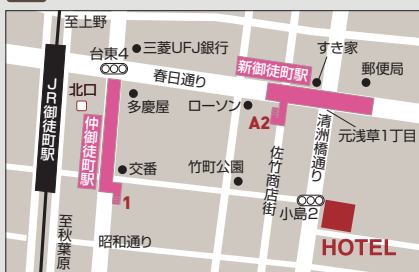 至上野
台東4
三菱UFJ銀行
すき家
郵便局
新御徒町駅
春日通り
JR御徒町駅
北口
多慶屋
ローソン
A2
元浅草1丁目
仲御徒町駅
清洲橋通り
佐竹商店街
竹町公園
交番
1
小島2
至秋葉原
昭和通り
HOTEL